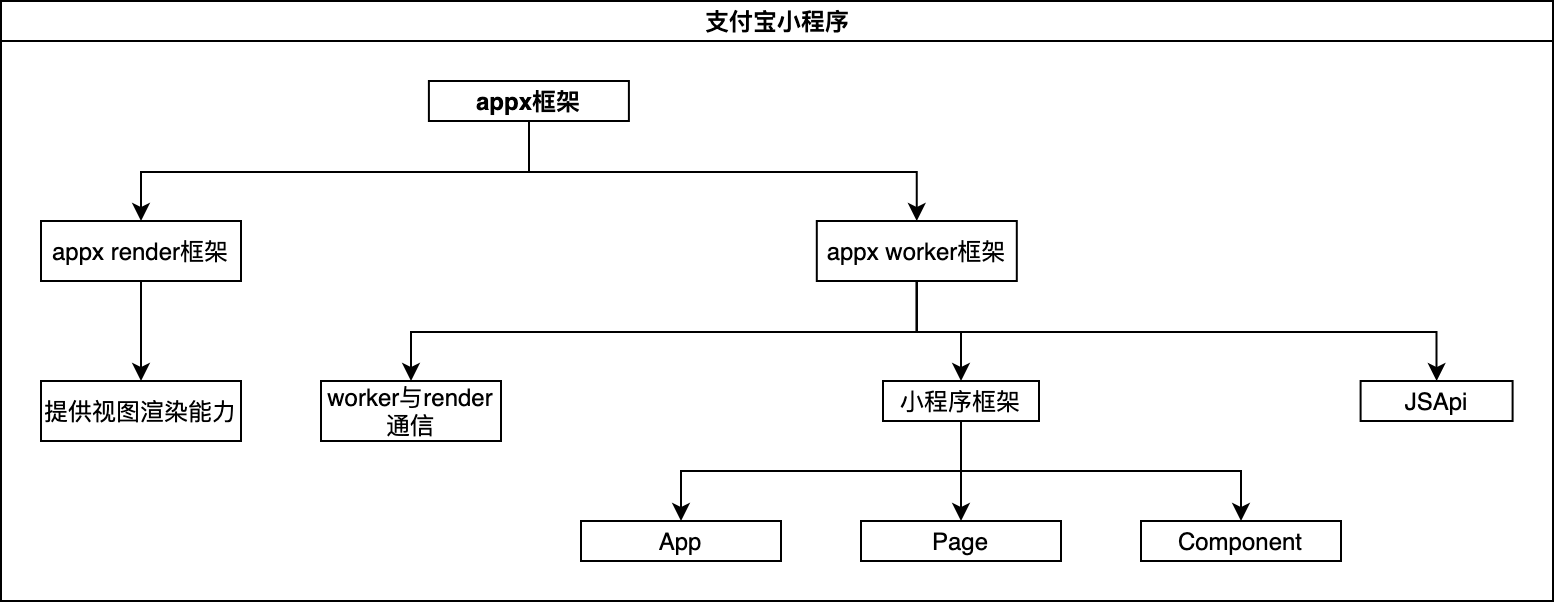 支付宝小程序
appx框架
appx render框架
appx worker框架
提供视图渲染能力
worker与render
通信
小程序框架
JSApi
App
Page
Component